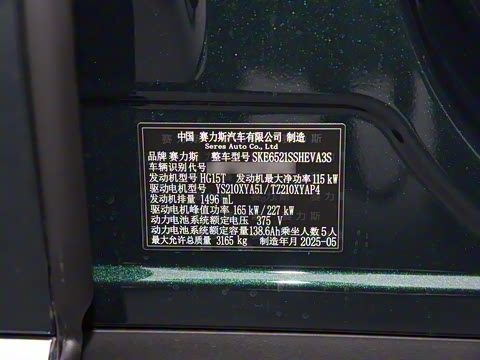 中国 赛力斯汽车有限公司 制造
Seres Auto Co., Ltd
品牌 赛力斯 整车型号 SKE6521SSHEVA3S
车辆识别代号
发动机型号 HG15T 发动机最大净功率 115 kW
驱动电机型号 YS210XYA51/TZ210XYAP4
发动机排量 1496 mL
驱动电机峰值功率 165 kW/227 kW
动力电池系统额定电压 375 V
动力电池系统额定容量 138.6Ah 乘坐人数 5人
最大允许总质量 3165 kg 制造年月 2025-05